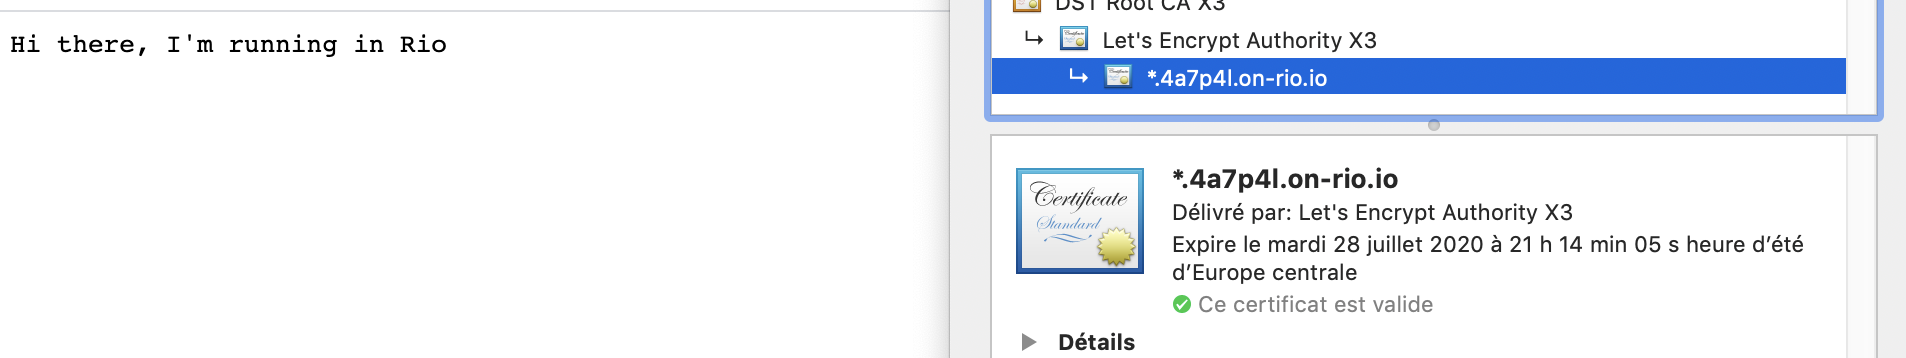 Hi there, I'm running in Rio
DST Root CA X3
Let's Encrypt Authority X3
*.4a7p4l.on-rio.io
Certificate
Standard
*.4a7p4l.on-rio.io
Délivré par: Let's Encrypt Authority X3
Expire le mardi 28 juillet 2020 à 21 h 14 min 05 s heure d’été
d’Europe centrale
Ce certificat est valide
Détails